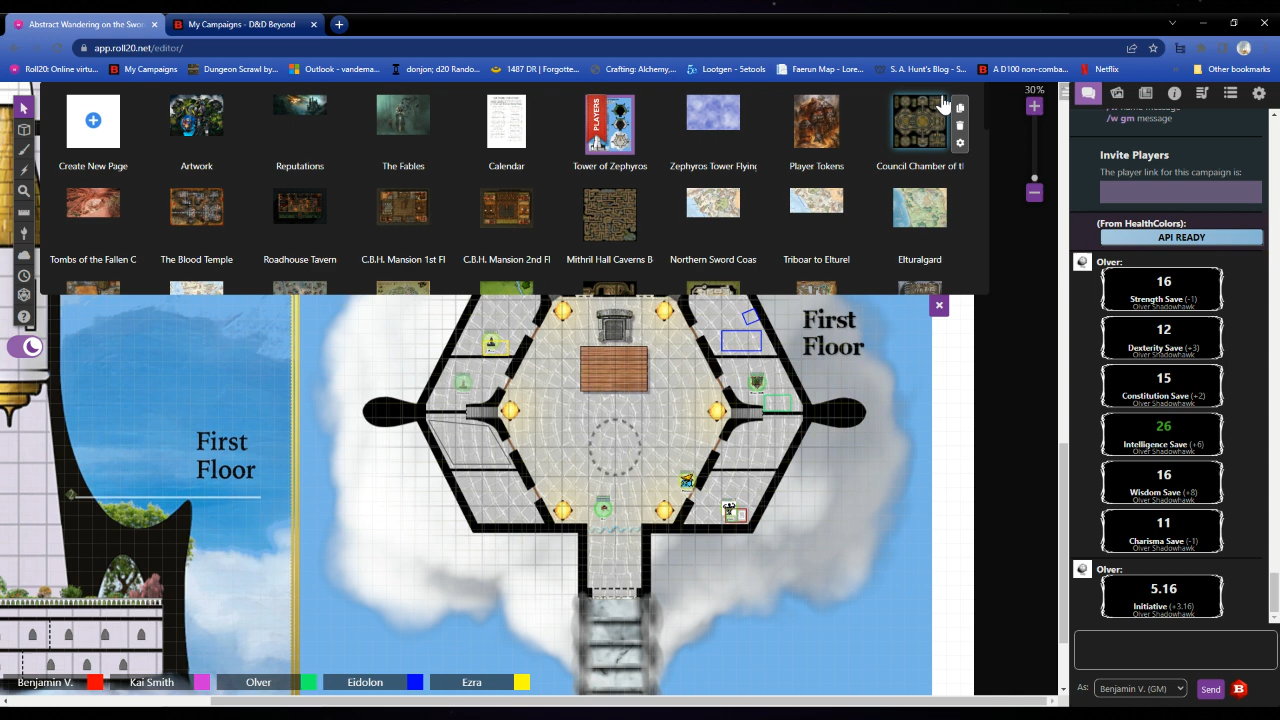 Abstract Wandering on the Swor
My Campaigns - D&D Beyond
app.roll20.net/editor/
Roll20: Online virtu...
My Campaigns
Dungeon Scrawl by...
Outlook - vandema...
donjon; d20 Rando...
1487 DR | Forgotte...
Crafting: Alchemy,...
Lootgen - 5etools
Faerun Map - Lore...
S. A. Hunt's Blog - S...
A D100 non-comba...
Netflix
Other bookmarks
30%
Create New Page
Artwork
Reputations
The Fables
Calendar
PLAYERS
Tower of Zephyros
Zephyros Tower Flying
Player Tokens
Council Chamber of tl
Tombs of the Fallen C
The Blood Temple
Roadhouse Tavern
C.B.H. Mansion 1st Fl
C.B.H. Mansion 2nd Fl
Mithril Hall Caverns B
Northern Sword Coas
Triboar to Elturel
Elturgard
First
Floor
First
Floor
Benjamin V.
Kai Smith
Olver
Eidolon
Ezra
/w gm message
Invite Players
The player link for this campaign is:
(From HealthColors):
API READY
Olver:
16
Strength Save (-1)
Olver Shadowhawk
12
Dexterity Save (+3)
Olver Shadowhawk
15
Constitution Save (+2)
Olver Shadowhawk
26
Intelligence Save (+6)
Olver Shadowhawk
16
Wisdom Save (+8)
Olver Shadowhawk
11
Charisma Save (-1)
Olver Shadowhawk
Olver:
5.16
Initiative (+3.16)
Olver Shadowhawk
As:
Benjamin V. (GM)
Send